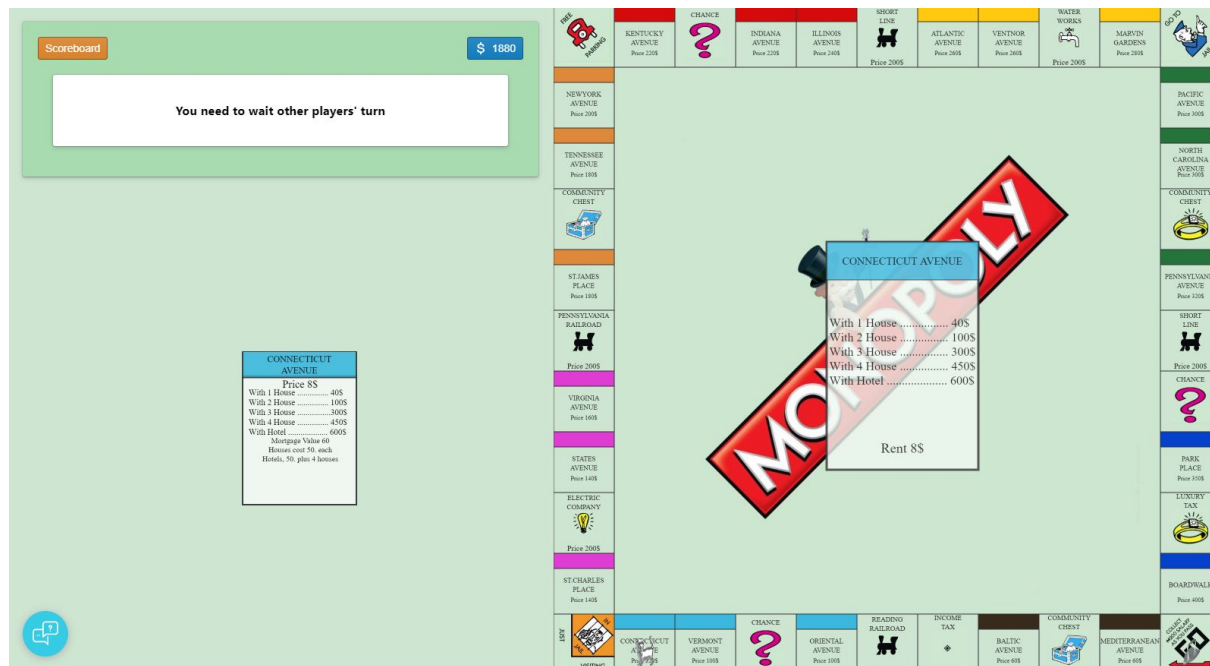 Scoreboard
$ 1880
You need to wait other players' turn
CONNECTICUT
AVENUE
Price 8$
With 1 House .............. 40$
With 2 House .............. 100$
With 3 House ..............300$
With 4 House .............. 450$
With Hotel .................. 600$
Mortgage Value 60
Houses cost 50. each
Hotels, 50. plus 4 houses
FREE
PARKING
KENTUCKY
AVENUE
Price 220$
CHANCE
INDIANA
AVENUE
Price 220$
ILLINOIS
AVENUE
Price 240$
SHORT
LINE
Price 200$
ATLANTIC
AVENUE
Price 260$
VENTNOR
AVENUE
Price 260$
WATER
WORKS
Price 200$
MARVIN
GARDENS
Price 280$
GO TO
JAIL
NEWYORK
AVENUE
Price 200$
TENNESSEE
AVENUE
Price 180$
COMMUNITY
CHEST
ST.JAMES
PLACE
Price 180$
PENNSYLVANIA
RAILROAD
Price 200$
VIRGINIA
AVENUE
Price 160$
STATES
AVENUE
Price 140$
ELECTRIC
COMPANY
Price 200$
ST.CHARLES
PLACE
Price 140$
MONOPOLY
CONNECTICUT AVENUE
With 1 House ................ 40$
With 2 House ................ 100$
With 3 House ................ 300$
With 4 House ................ 450$
With Hotel .................... 600$
Rent 8$
PACIFIC
AVENUE
Price 300$
NORTH
CAROLINA
AVENUE
Price 300$
COMMUNITY
CHEST
PENNSYLVAN
AVENUE
Price 320$
SHORT
LINE
Price 200$
CHANCE
PARK
PLACE
Price 350$
LUXURY
TAX
BOARDWALK
Price 400$
JUST
VISITING
IN
JAIL
VERMONT
AVENUE
Price 100$
CHANCE
ORIENTAL
AVENUE
Price 100$
READING
RAILROAD
INCOME
TAX
BALTIC
AVENUE
Price 60$
COMMUNITY
CHEST
MEDITERRANEAN
AVENUE
Price 60$